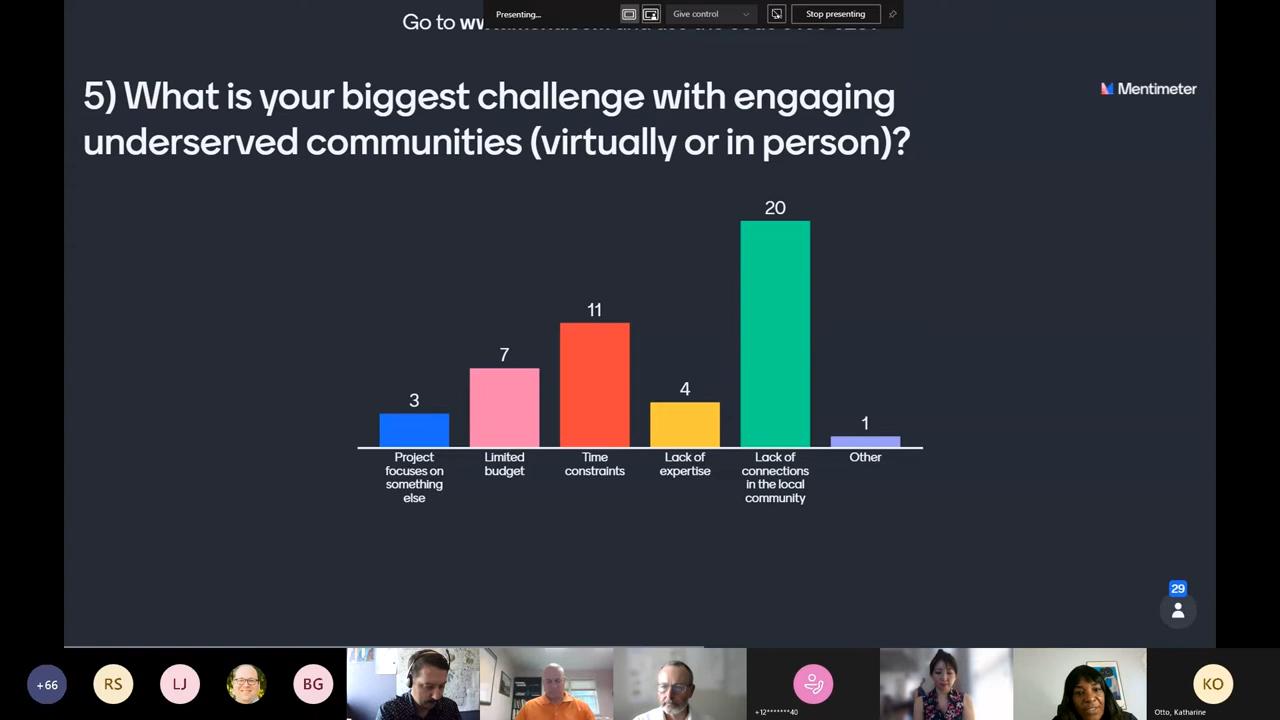 Presenting...
Give control
Stop presenting
Go to
5) What is your biggest challenge with engaging
underserved communities (virtually or in person)?
Mentimeter
20
11
7
4
3
1
Project
focuses on
something
else
Limited
budget
Time
constraints
Lack of
expertise
Lack of
connections
in the local
community
Other
29
+66
RS
LJ
BG
+12*******40
KO
Otto, Katharine